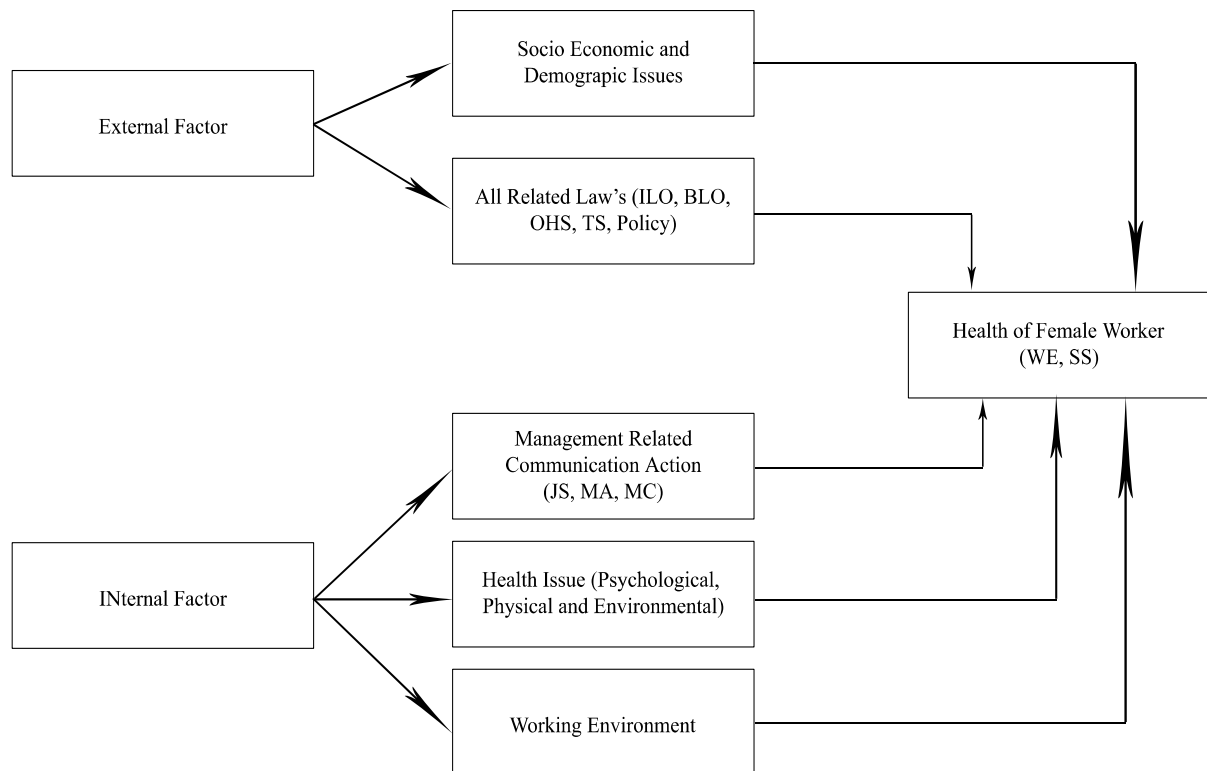 Socio Economic and
Demograpic Issues
External Factor
All Related Law's (ILO, BLO,
OHS, TS, Policy)
Health of Female Worker
(WE, SS)
Management Related
Communication Action
(JS, MA, MC)
Health Issue (Psychological,
Physical and Environmental)
INternal Factor
Working Environment